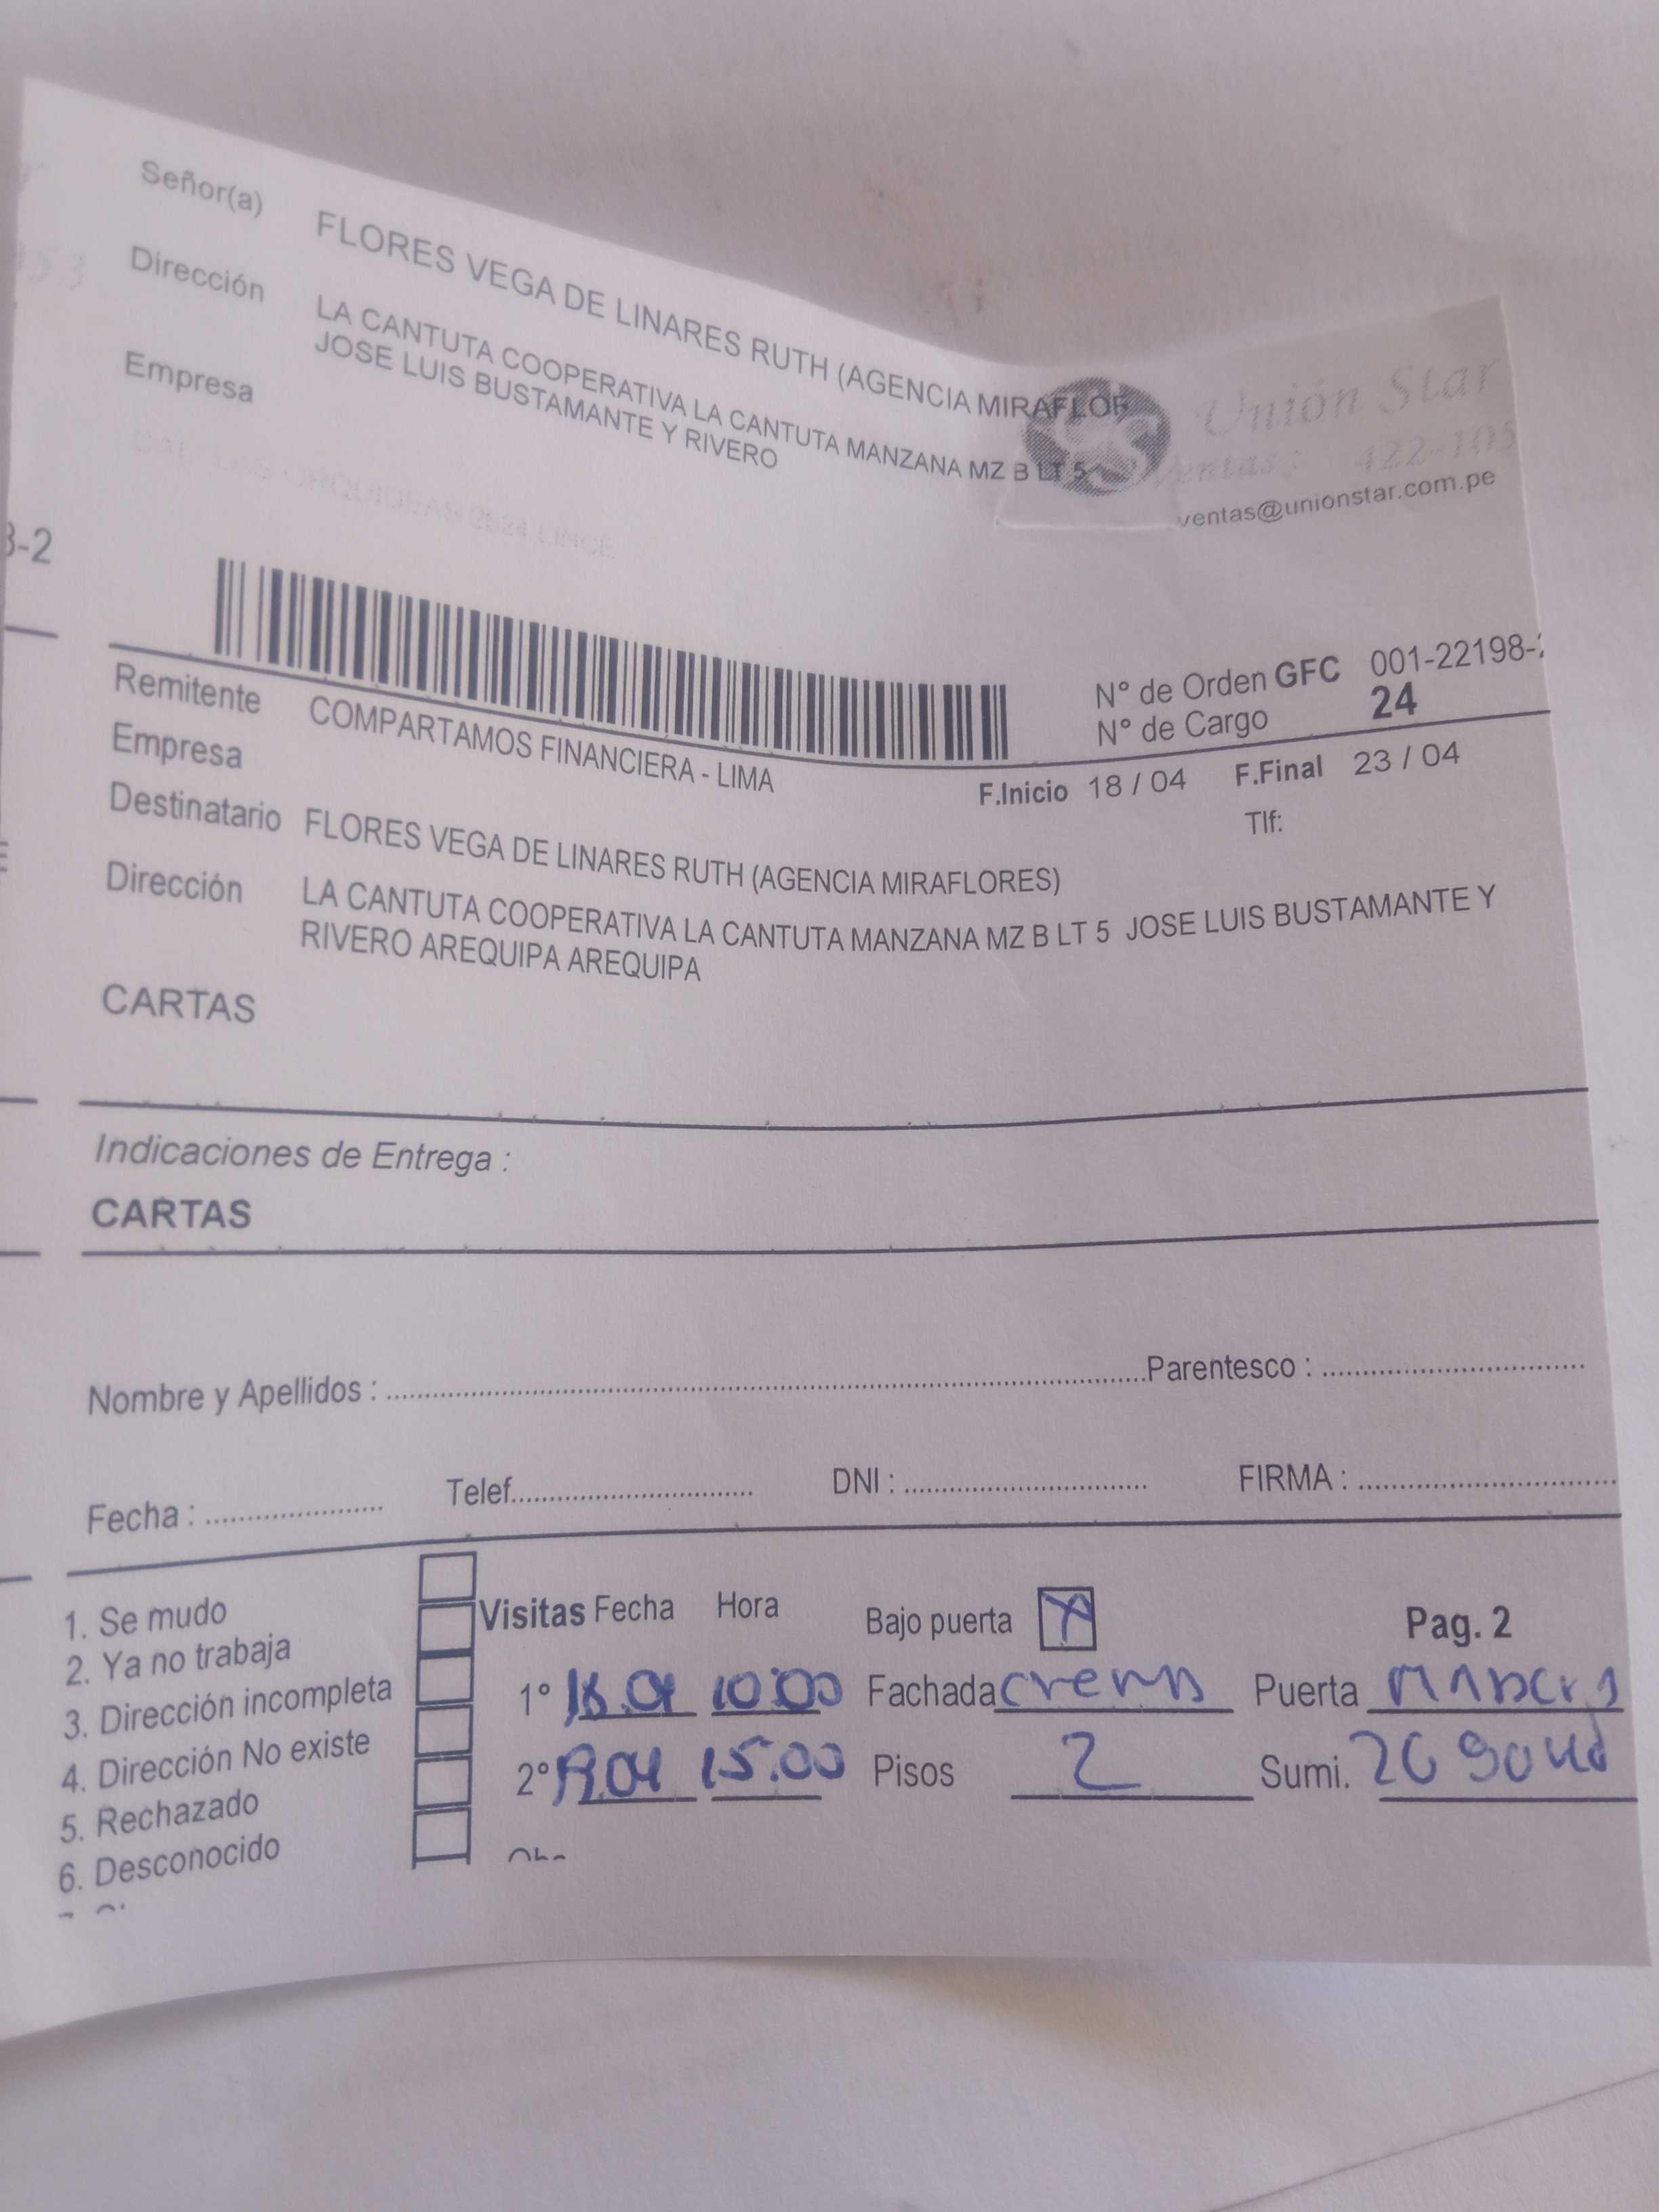 Señor(a) FLORES VEGA DE LINARES RUTH (AGENCIA MIRAFLOR
Dirección LA CANTUTA COOPERATIVA LA CANTUTA MANZANA MZ B LT 5
JOSE LUIS BUSTAMANTE Y RIVERO
Empresa
Unión Star
Ventas: 422-105
ventas@unionstar.com.pe
3-2
N° de Orden GFC 001-22198-
N° de Cargo 24
Remitente COMPARTAMOS FINANCIERA - LIMA
F.Inicio 18 / 04 F.Final 23 / 04
Empresa
Tlf:
Destinatario FLORES VEGA DE LINARES RUTH (AGENCIA MIRAFLORES)
Dirección LA CANTUTA COOPERATIVA LA CANTUTA MANZANA MZ B LT 5 JOSE LUIS BUSTAMANTE Y
RIVERO AREQUIPA AREQUIPA
CARTAS
Indicaciones de Entrega :
CARTAS
Nombre y Apellidos : Parentesco :
Fecha : Telef. DNI : FIRMA :
1. Se mudo
2. Ya no trabaja
3. Dirección incompleta
4. Dirección No existe
5. Rechazado
6. Desconocido
Visitas Fecha Hora Bajo puerta X Pag. 2
1° 18.04 10:00 Fachada crema Puerta MADERA
2° 19.04 15.00 Pisos 2 Sumi.